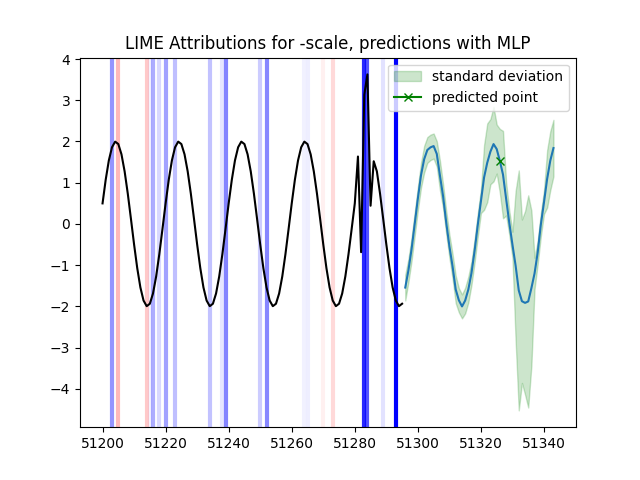 LIME Attributions for -scale, predictions with MLP
standard deviation
predicted point
4
3
2
1
0
−1
−2
−3
−4
51200 51220 51240 51260 51280 51300 51320 51340